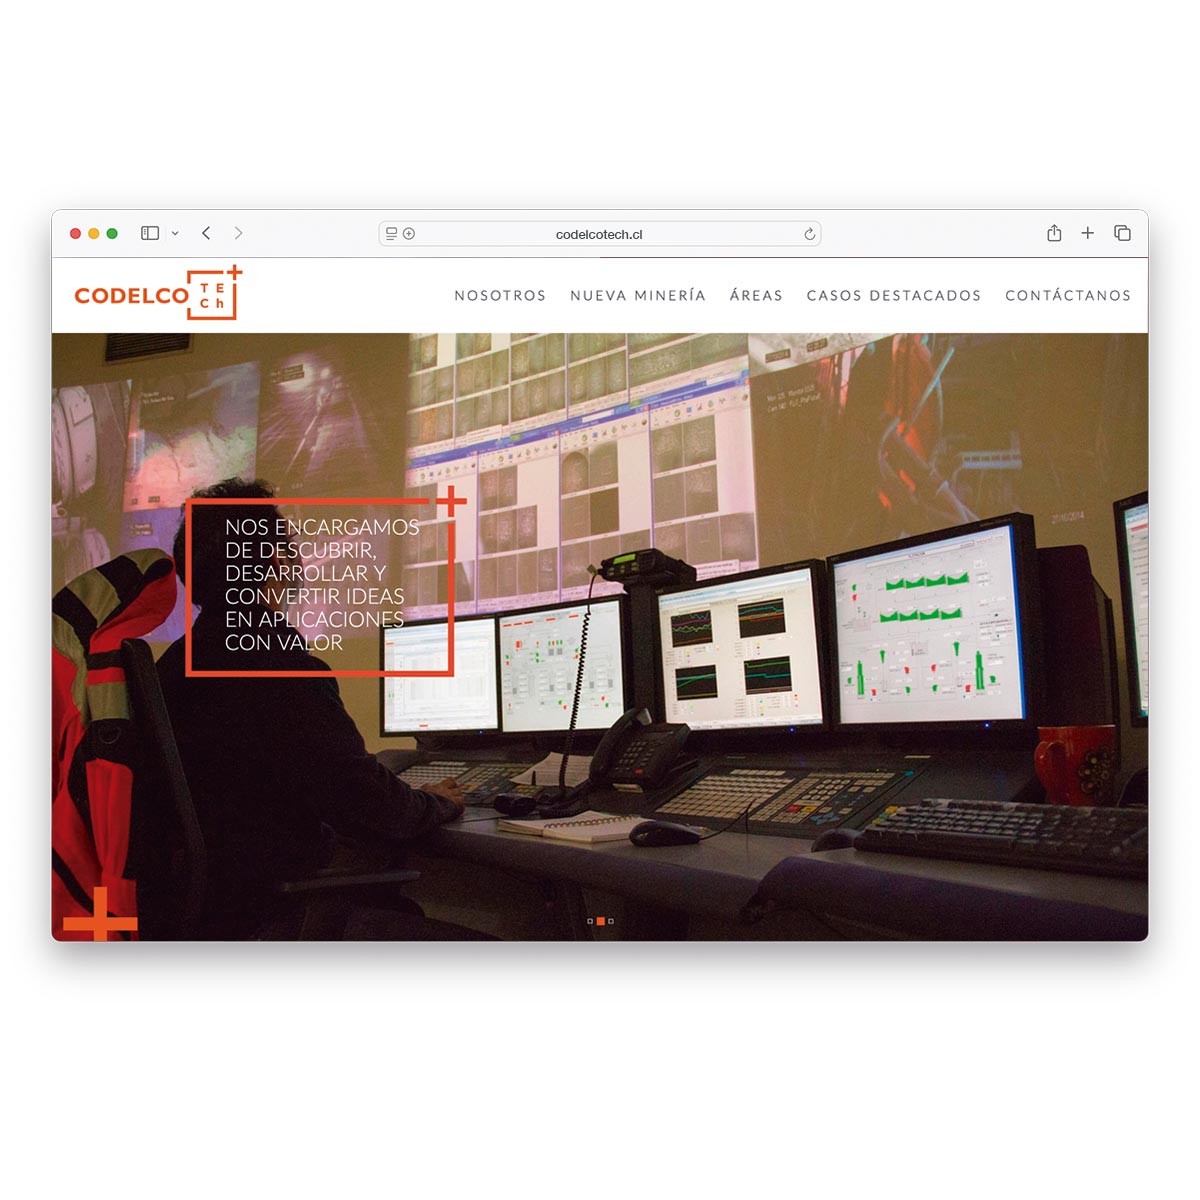 codelcotech.cl
CODELCO TECh
NOSOTROS NUEVA MINERÍA ÁREAS CASOS DESTACADOS CONTÁCTANOS
NOS ENCARGAMOS
DE DESCUBRIR,
DESARROLLAR Y
CONVERTIR IDEAS
EN APLICACIONES
CON VALOR